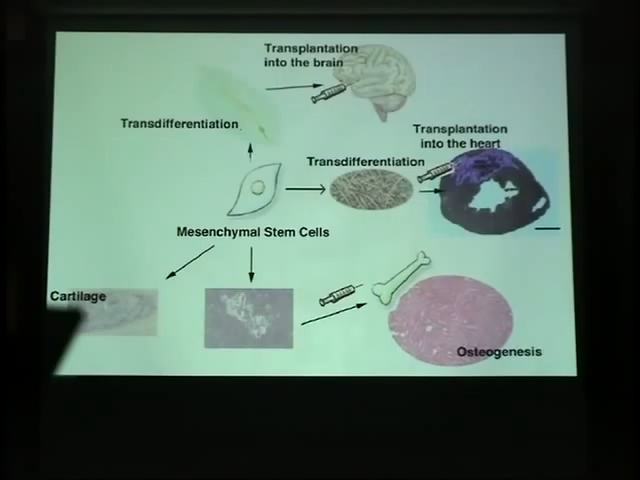 Transplantation
into the brain
Transdifferentiation
Transplantation
into the heart
Transdifferentiation
Mesenchymal Stem Cells
Cartilage
Osteogenesis